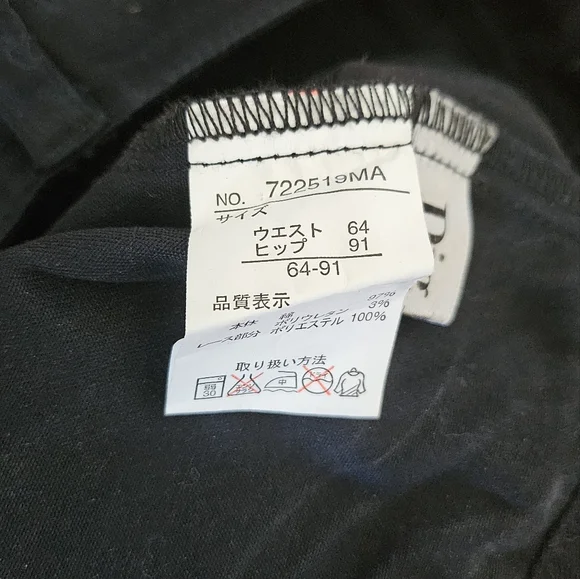 NO. 722519MA
サイズ
ウエスト 64
ヒップ 91
64-91
品質表示
本体 綿 97%
ポリウレタン 3%
レース部分 ポリエステル 100%
取り扱い方法
30
中